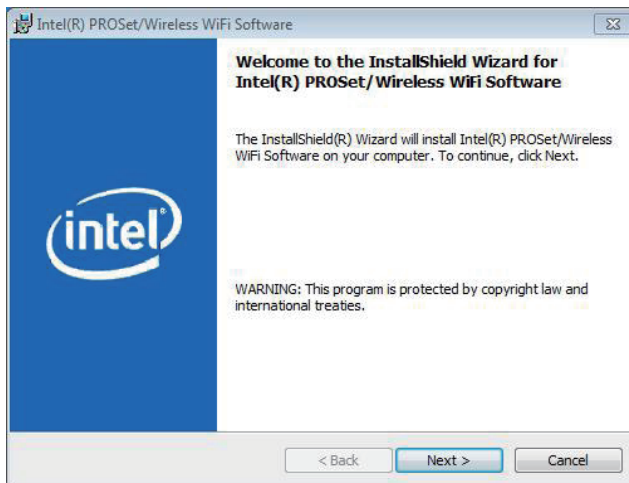 Intel(R) PROSet/Wireless WiFi Software
Welcome to the InstallShield Wizard for
Intel(R) PROSet/Wireless WiFi Software
The InstallShield(R) Wizard will install Intel(R) PROSet/Wireless
WiFi Software on your computer. To continue, click Next.
intel®
WARNING: This program is protected by copyright law and
international treaties.
< Back
Next >
Cancel